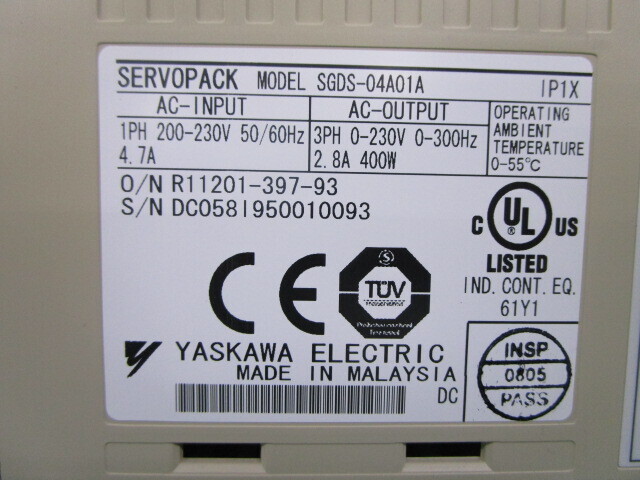 SERVOPACK MODEL SGDS-04A01A IP1X
AC-INPUT AC-OUTPUT
1PH 200-230V 50/60Hz 3PH 0-230V 0-300Hz
4.7A 2.8A 400W
OPERATING
AMBIENT
TEMPERATURE
0-55℃
O/N R11201-397-93
S/N DC0581950010093
C UL ® US
LISTED
IND. CONT. EQ.
61Y1
CE
S
TÜV
YASKAWA ELECTRIC
MADE IN MALAYSIA
DC
INSP
0805
PASS